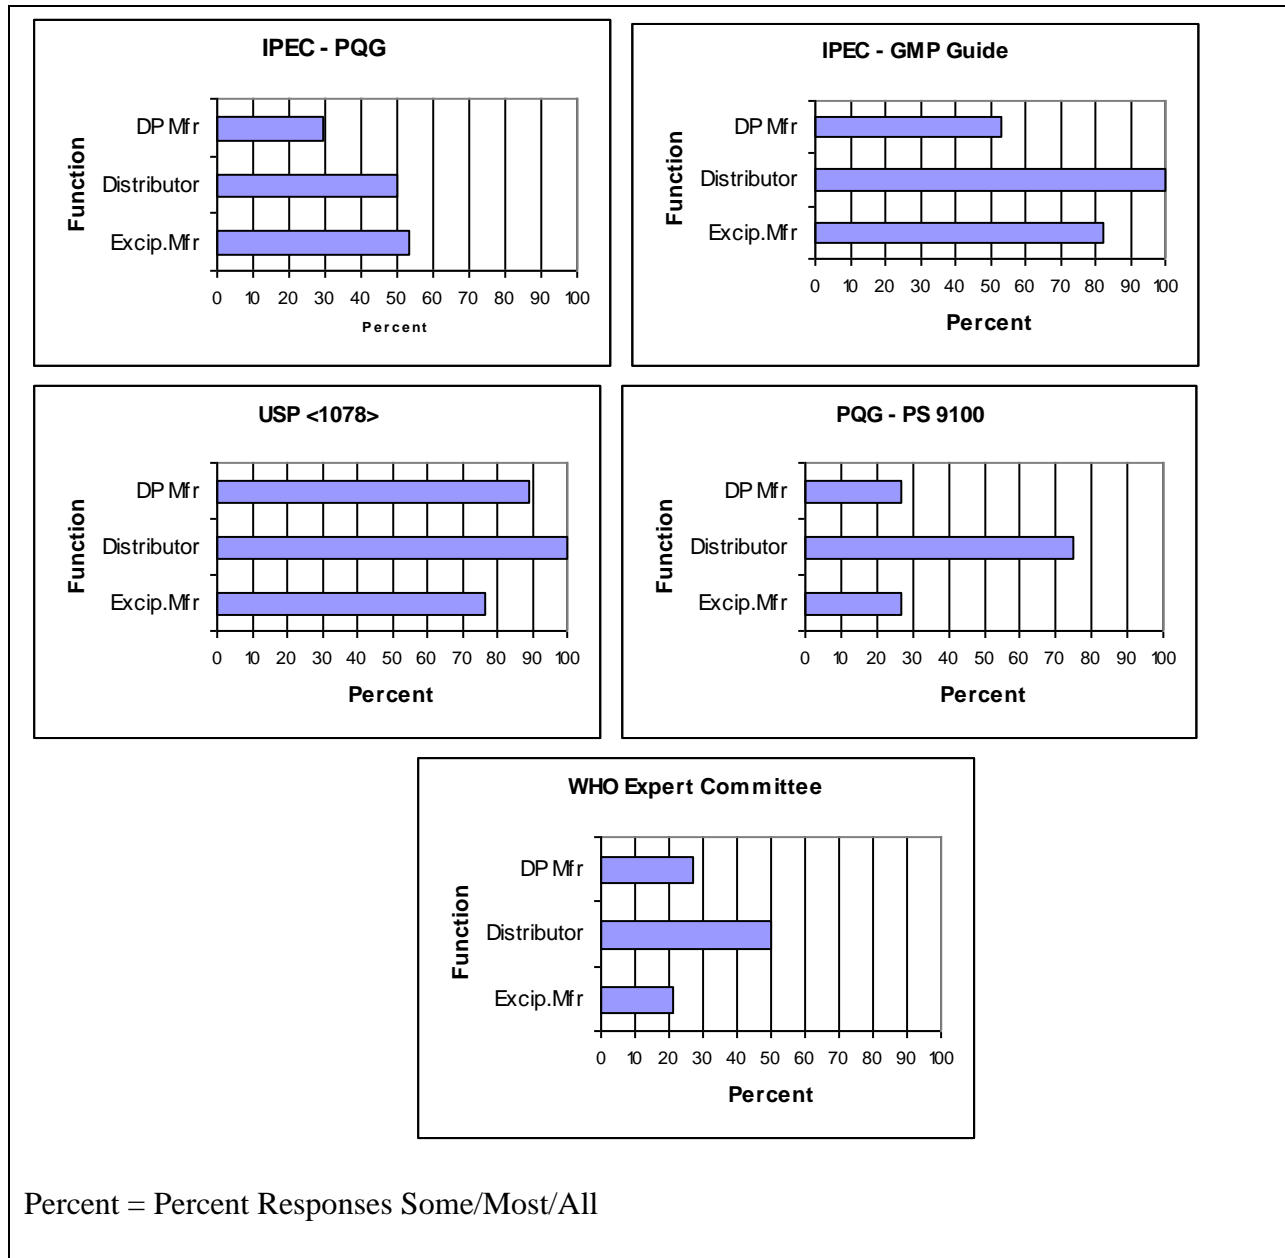 IPEC - PQG
Function
DP Mfr
Distributor
Excip.Mfr
0 10 20 30 40 50 60 70 80 90 100
Percent
IPEC - GMP Guide
Function
DP Mfr
Distributor
Excip.Mfr
0 10 20 30 40 50 60 70 80 90 100
Percent
USP <1078>
Function
DP Mfr
Distributor
Excip.Mfr
0 10 20 30 40 50 60 70 80 90 100
Percent
PQG - PS 9100
Function
DP Mfr
Distributor
Excip.Mfr
0 10 20 30 40 50 60 70 80 90 100
Percent
WHO Expert Committee
Function
DP Mfr
Distributor
Excip.Mfr
0 10 20 30 40 50 60 70 80 90 100
Percent
Percent = Percent Responses Some/Most/All